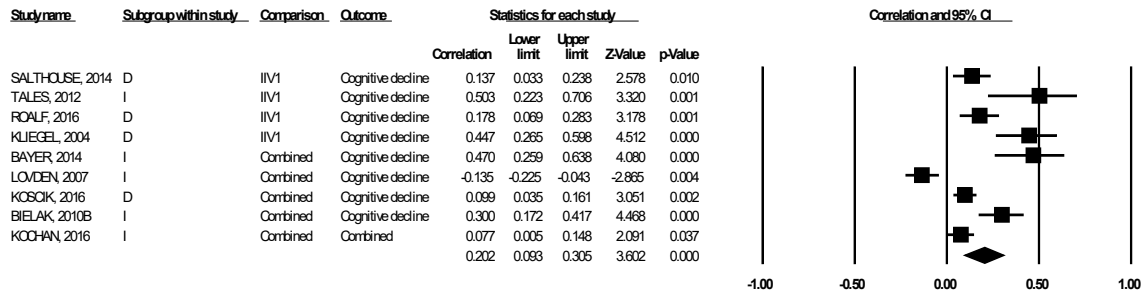 Study name Subgroup within study Comparison Outcome Statistics for each study Correlation and 95% CI
Lower Upper
Correlation limit limit Z-Value p-Value
SALTHOUSE, 2014 D IIV1 Cognitive decline 0.137 0.033 0.238 2.578 0.010
TALES, 2012 I IIV1 Cognitive decline 0.503 0.223 0.706 3.320 0.001
ROALF, 2016 D IIV1 Cognitive decline 0.178 0.069 0.283 3.178 0.001
KLIEGEL, 2004 D IIV1 Cognitive decline 0.447 0.265 0.598 4.512 0.000
BAYER, 2014 I Combined Cognitive decline 0.470 0.259 0.638 4.080 0.000
LOVDEN, 2007 I Combined Cognitive decline -0.135 -0.225 -0.043 -2.865 0.004
KOSCIK, 2016 D Combined Cognitive decline 0.099 0.035 0.161 3.051 0.002
BIELAK, 2010B I Combined Cognitive decline 0.300 0.172 0.417 4.468 0.000
KOCHAN, 2016 I Combined Combined 0.077 0.005 0.148 2.091 0.037
0.202 0.093 0.305 3.602 0.000
-1.00 -0.50 0.00 0.50 1.00